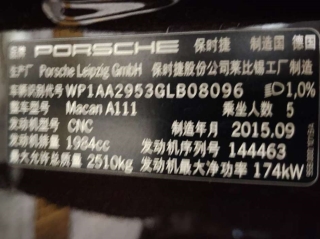 品牌 PORSCHE 保时捷 制造国 德国
生产厂 Porsche Leipzig GmbH 保时捷股份公司莱比锡工厂制造
车辆识别代号 WP1AA2953GLB08096 1,0%
整车型号 Macan A111 乘坐人数 5
发动机型号 CNC 制造年月 2015.09
发动机排量 1984cc 发动机序列号 144463
最大允许总质量 2510kg 发动机最大净功率 174kW